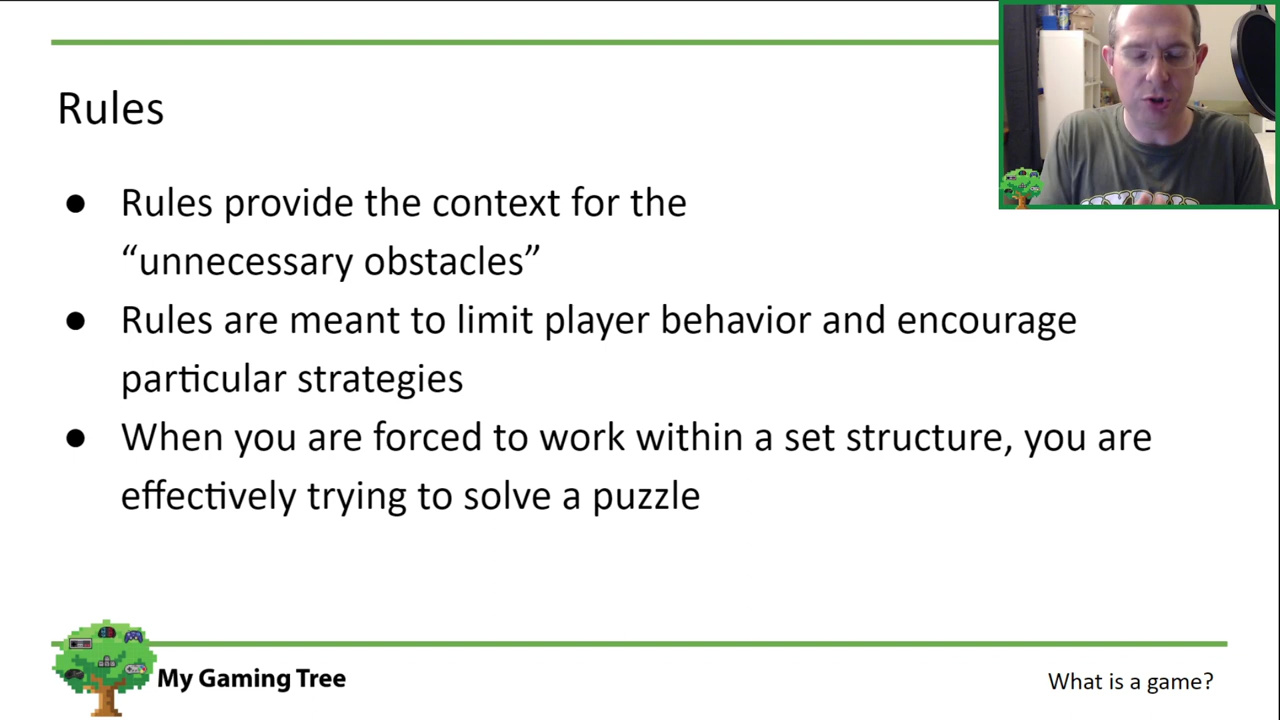 Rules
● Rules provide the context for the
“unnecessary obstacles”
● Rules are meant to limit player behavior and encourage
particular strategies
● When you are forced to work within a set structure, you are
effectively trying to solve a puzzle
My Gaming Tree
What is a game?